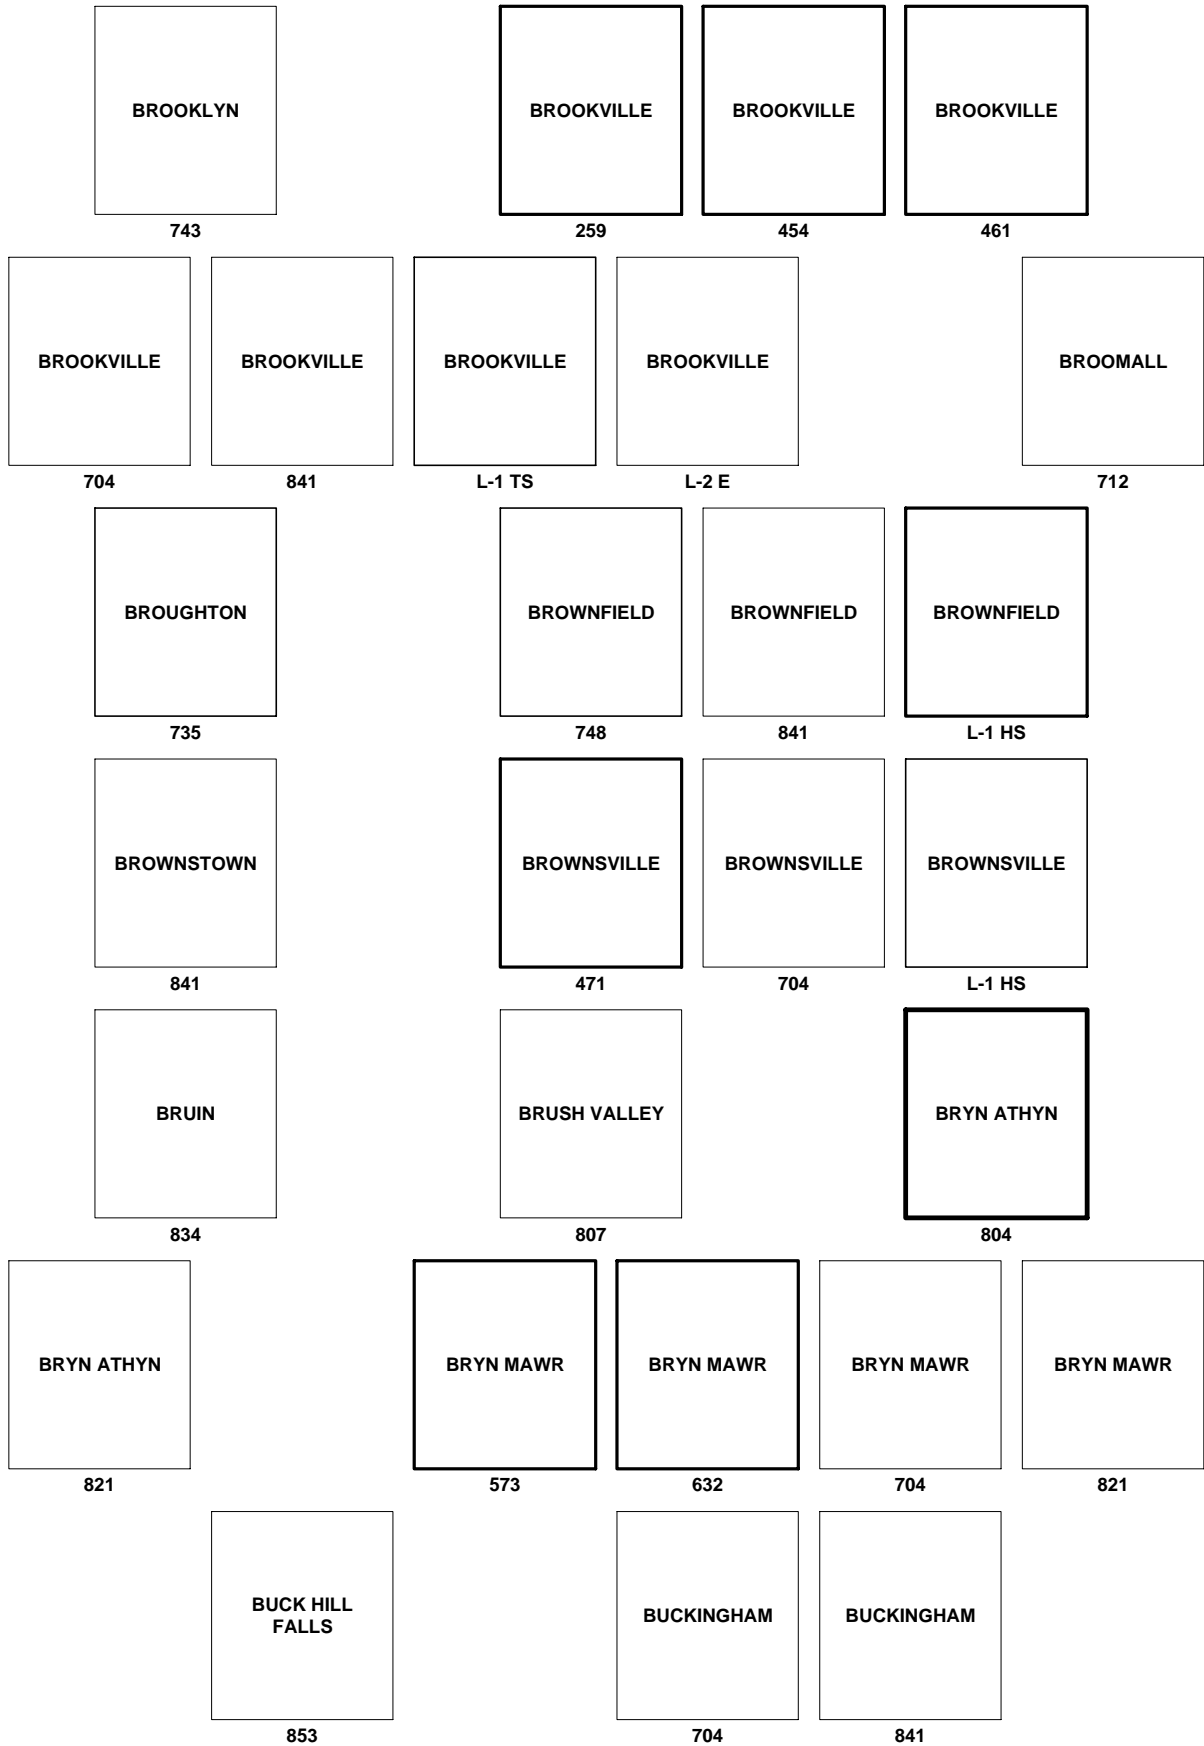 BROOKLYN BROOKVILLE BROOKVILLE BROOKVILLE
743 259 454 461
BROOKVILLE BROOKVILLE BROOKVILLE BROOKVILLE BROOMALL
704 841 L-1 TS L-2 E 712
BROUGHTON BROWNFIELD BROWNFIELD BROWNFIELD
735 748 841 L-1 HS
BROWNSTOWN BROWNSVILLE BROWNSVILLE BROWNSVILLE
841 471 704 L-1 HS
BRUIN BRUSH VALLEY BRYN ATHYN
834 807 804
BRYN ATHYN BRYN MAWR BRYN MAWR BRYN MAWR BRYN MAWR
821 573 632 704 821
BUCK HILL
FALLS BUCKINGHAM BUCKINGHAM
853 704 841